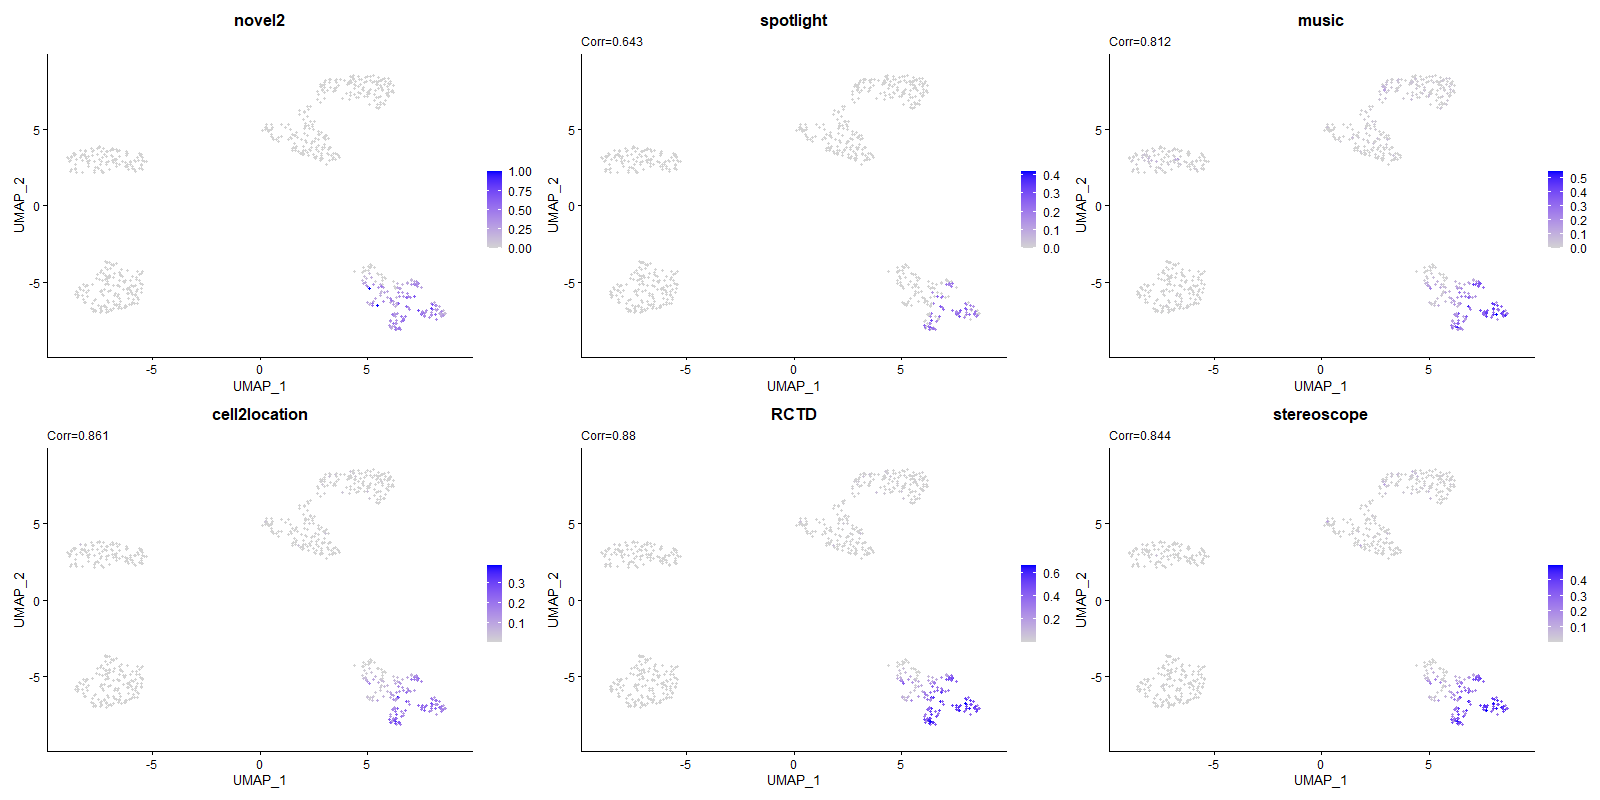 novel2
5
0
-5
UMAP_2
-5
0
5
UMAP_1
1.00
0.75
0.50
0.25
0.00
spotlight
Corr=0.643
5
0
-5
UMAP_2
-5
0
5
UMAP_1
0.4
0.3
0.2
0.1
0.0
music
Corr=0.812
5
0
-5
UMAP_2
-5
0
5
UMAP_1
0.5
0.4
0.3
0.2
0.1
0.0
cell2location
Corr=0.861
5
0
-5
UMAP_2
-5
0
5
UMAP_1
0.3
0.2
0.1
RCTD
Corr=0.88
5
0
-5
UMAP_2
-5
0
5
UMAP_1
0.6
0.4
0.2
stereoscope
Corr=0.844
5
0
-5
UMAP_2
-5
0
5
UMAP_1
0.4
0.3
0.2
0.1